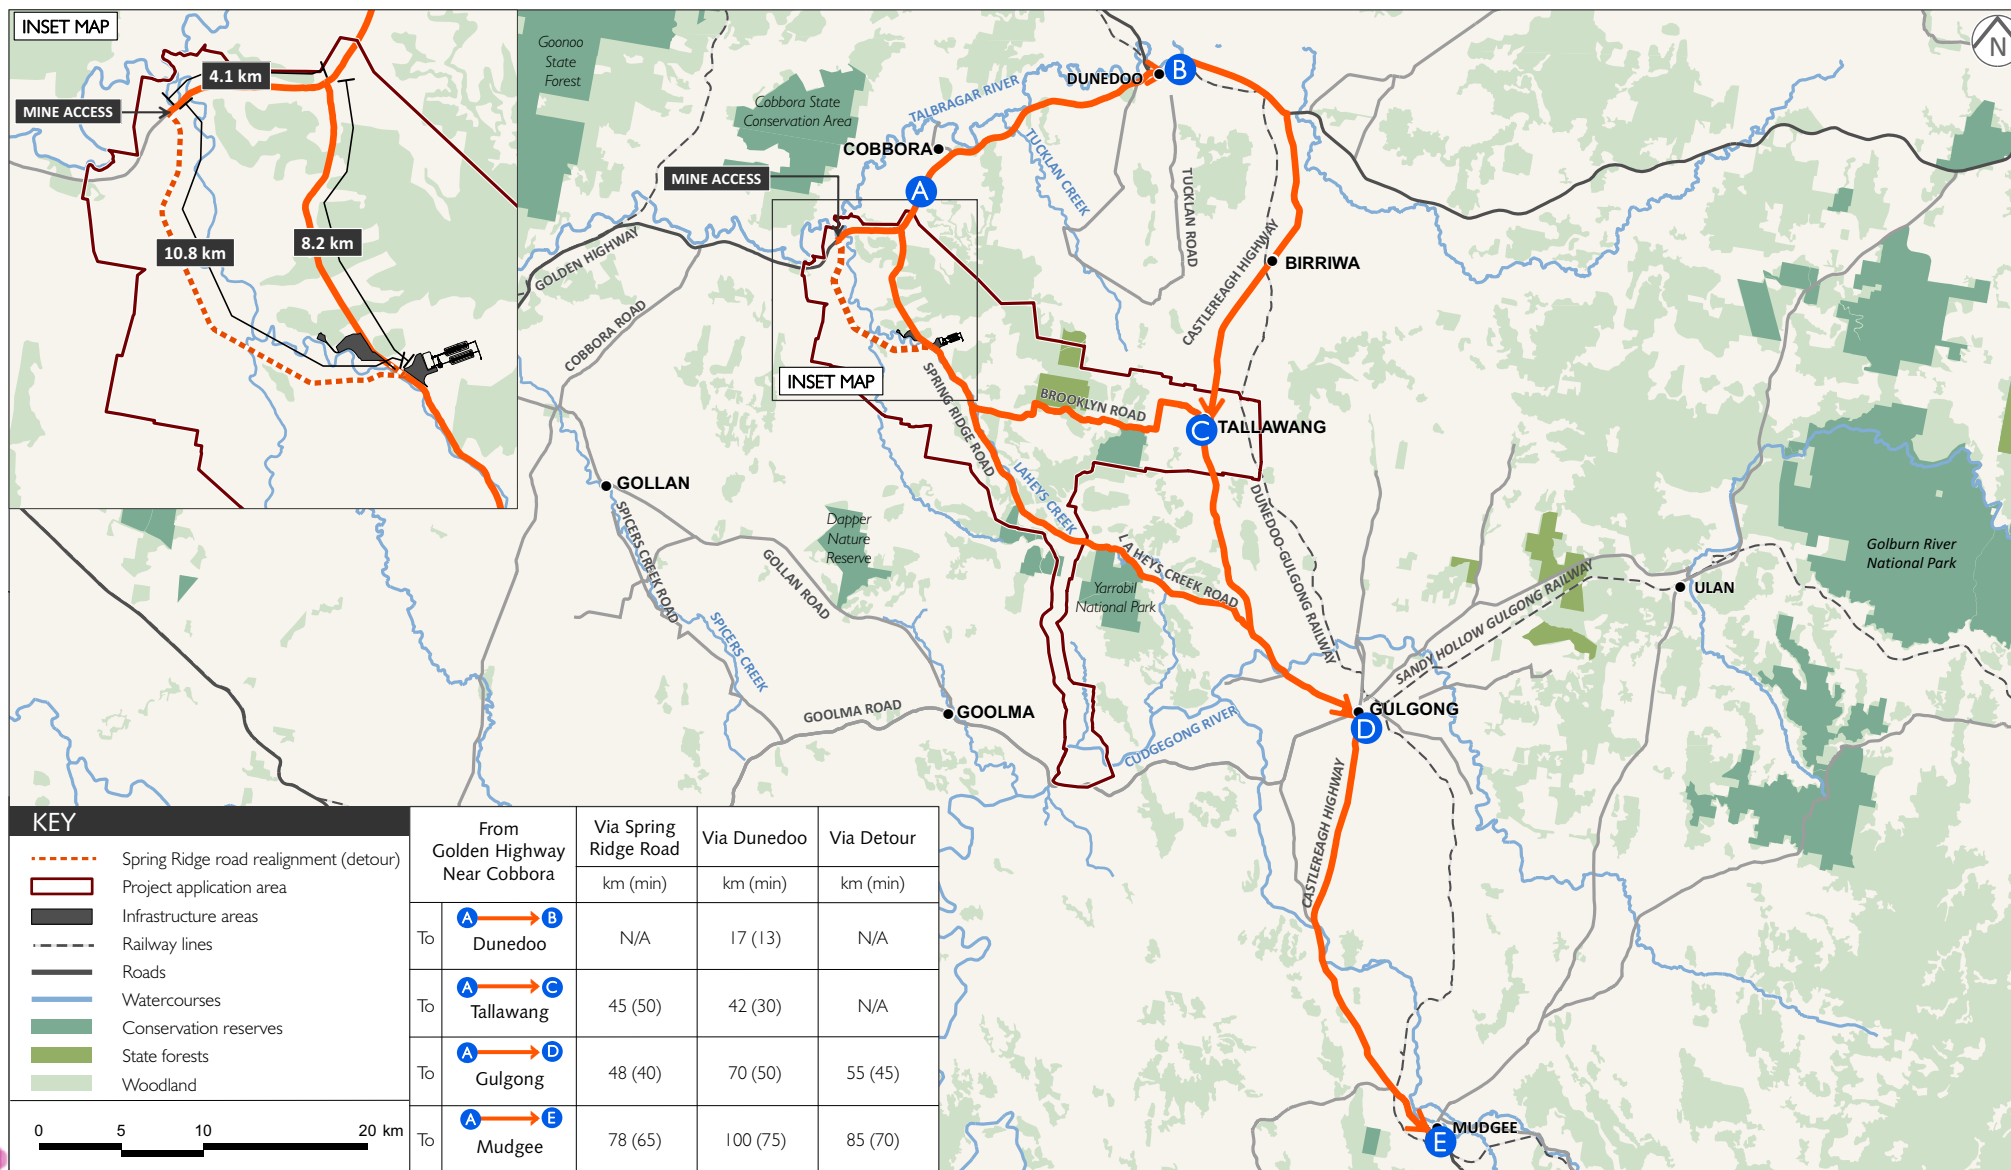 INSET MAP
4.1 km
MINE ACCESS
10.8 km
8.2 km
N
Goonoo
State
Forest
Cobbora State
Conservation Area
TALBRAGAR RIVER
DUNEDOO
B
COBBORA
TUCKLAN CREEK
MINE ACCESS
A
TUCKLAN ROAD
GOLDEN HIGHWAY
CASTLEREAGH HIGHWAY
BIRRIWA
COBBORA ROAD
INSET MAP
SPRING RIDGE ROAD
BROOKLYN ROAD
C
TALLAWANG
GOLLAN
LAHEYS CREEK
DUNEDOO-GULGONG RAILWAY
SPICERS CREEK ROAD
Dapper
Nature
Reserve
GOLLAN ROAD
LAHEYS CREEK ROAD
Yarrobil
National Park
Golburn River
National Park
ULAN
SANDY HOLLOW GULGONG RAILWAY
SPICERS CREEK
GOOLMA ROAD
GOOLMA
CUDGEGONG RIVER
GULGONG
D
CASTLEREAGH HIGHWAY
MUDGEE
E
KEY
Spring Ridge road realignment (detour)
Project application area
Infrastructure areas
Railway lines
Roads
Watercourses
Conservation reserves
State forests
Woodland
0 5 10 20 km
From
Golden Highway
Near Cobbora
Via Spring
Ridge Road
Via Dunedoo
Via Detour
km (min) km (min) km (min)
A B
To Dunedoo N/A 17 (13) N/A
A C
To Tallawang 45 (50) 42 (30) N/A
A D
To Gulgong 48 (40) 70 (50) 55 (45)
A E
To Mudgee 78 (65) 100 (75) 85 (70)